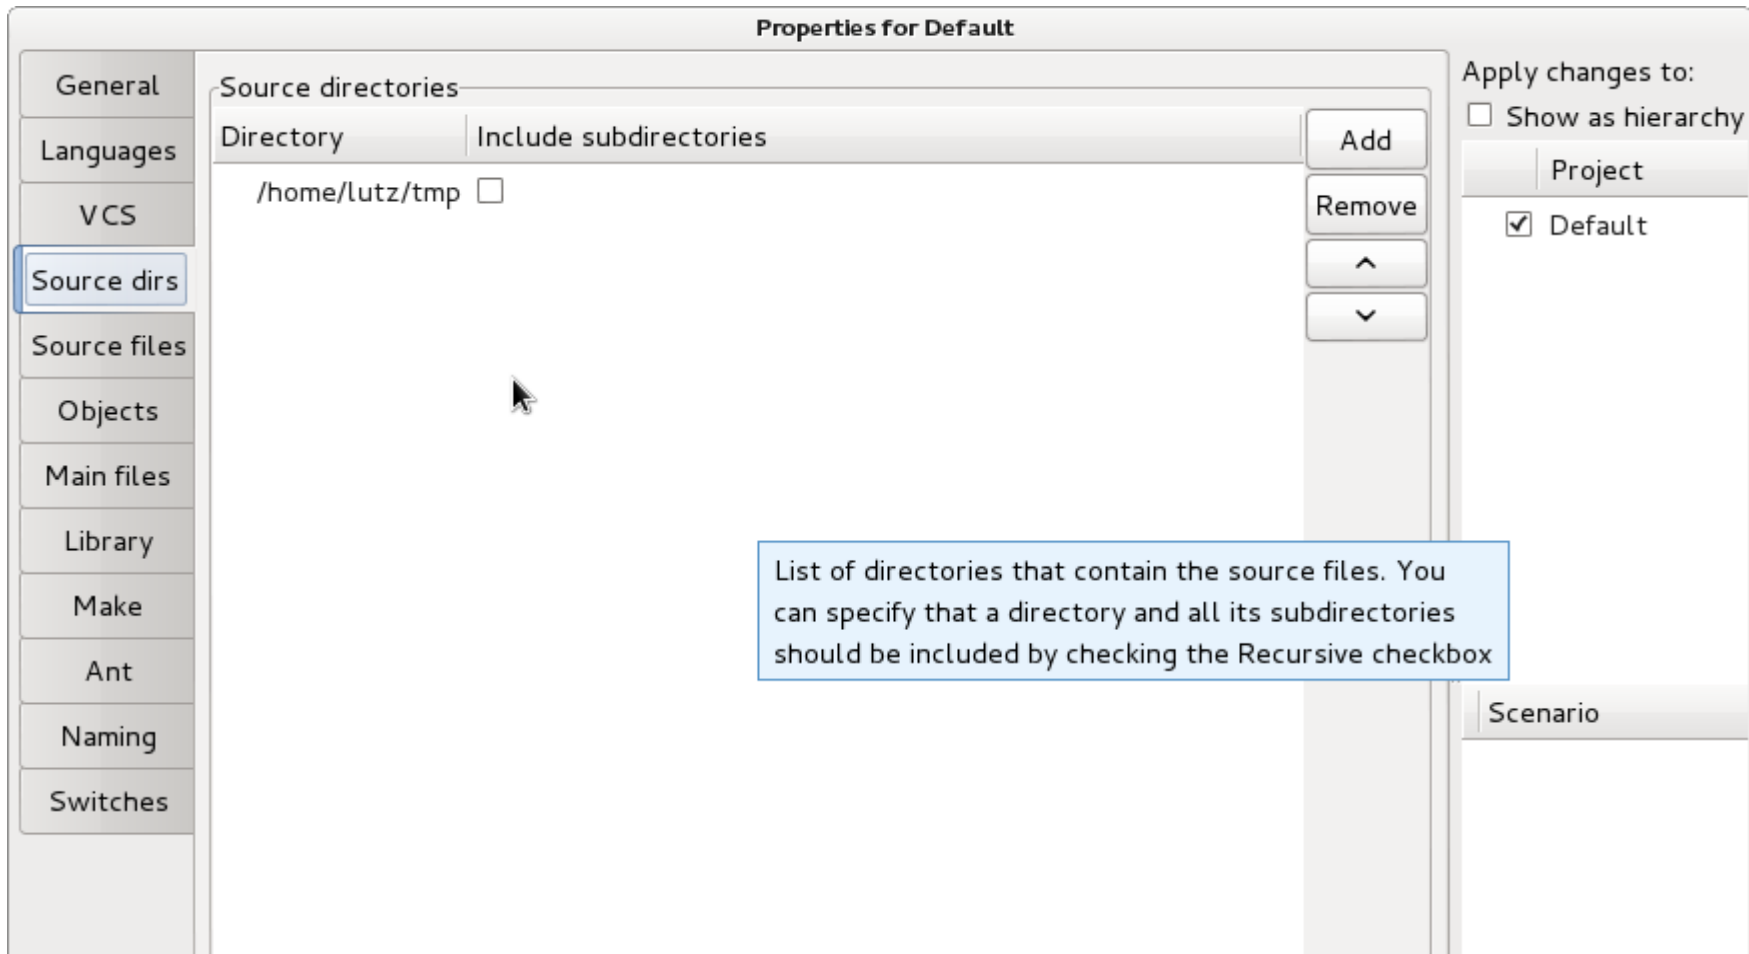 Properties for Default
General
Languages
VCS
Source dirs
Source files
Objects
Main files
Library
Make
Ant
Naming
Switches
Source directories
Directory Include subdirectories
/home/lutz/tmp
Add
Remove
List of directories that contain the source files. You
can specify that a directory and all its subdirectories
should be included by checking the Recursive checkbox
Apply changes to:
Show as hierarchy
Project
Default
Scenario